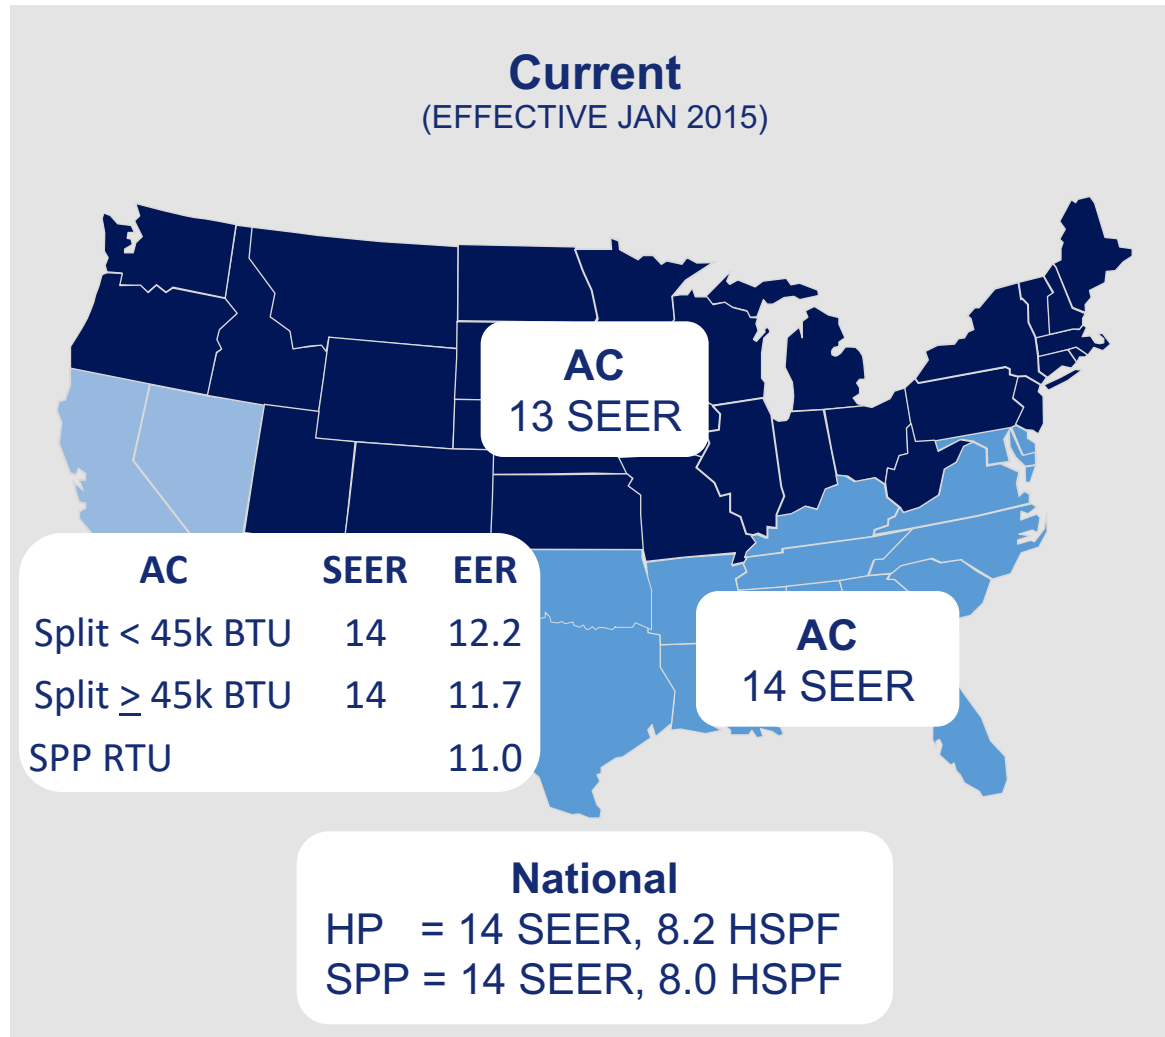 Current
(EFFECTIVE JAN 2015)
AC
13 SEER
AC SEER EER
Split < 45k BTU 14 12.2
Split ≥ 45k BTU 14 11.7
SPP RTU 11.0
AC
14 SEER
National
HP = 14 SEER, 8.2 HSPF
SPP = 14 SEER, 8.0 HSPF